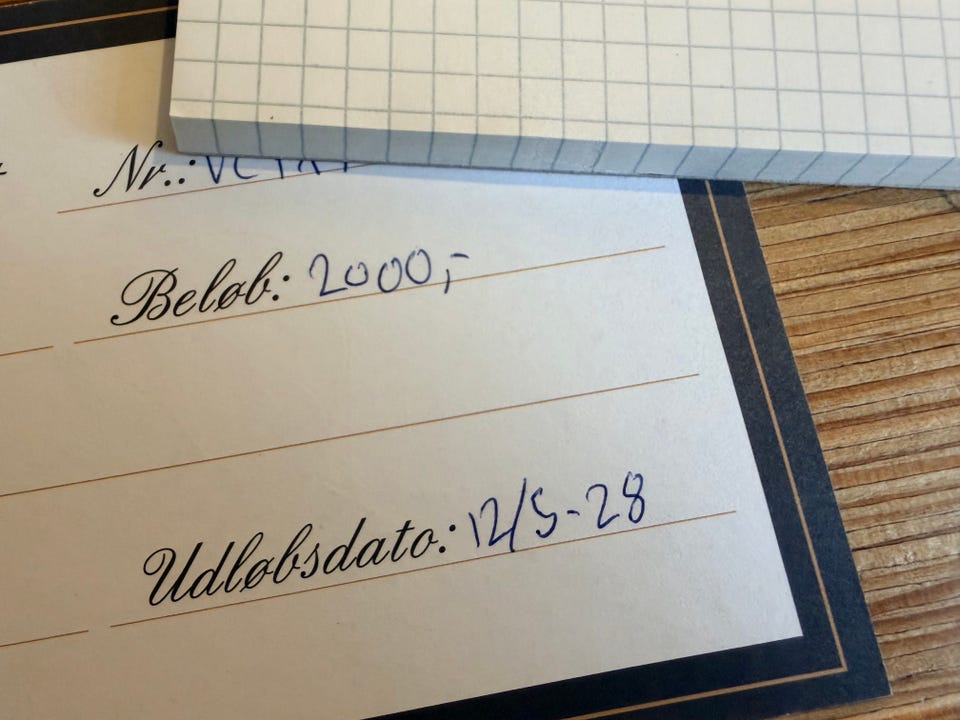 Nr.:
Beløb: 2000,-
Udløbsdato: 12/5-28